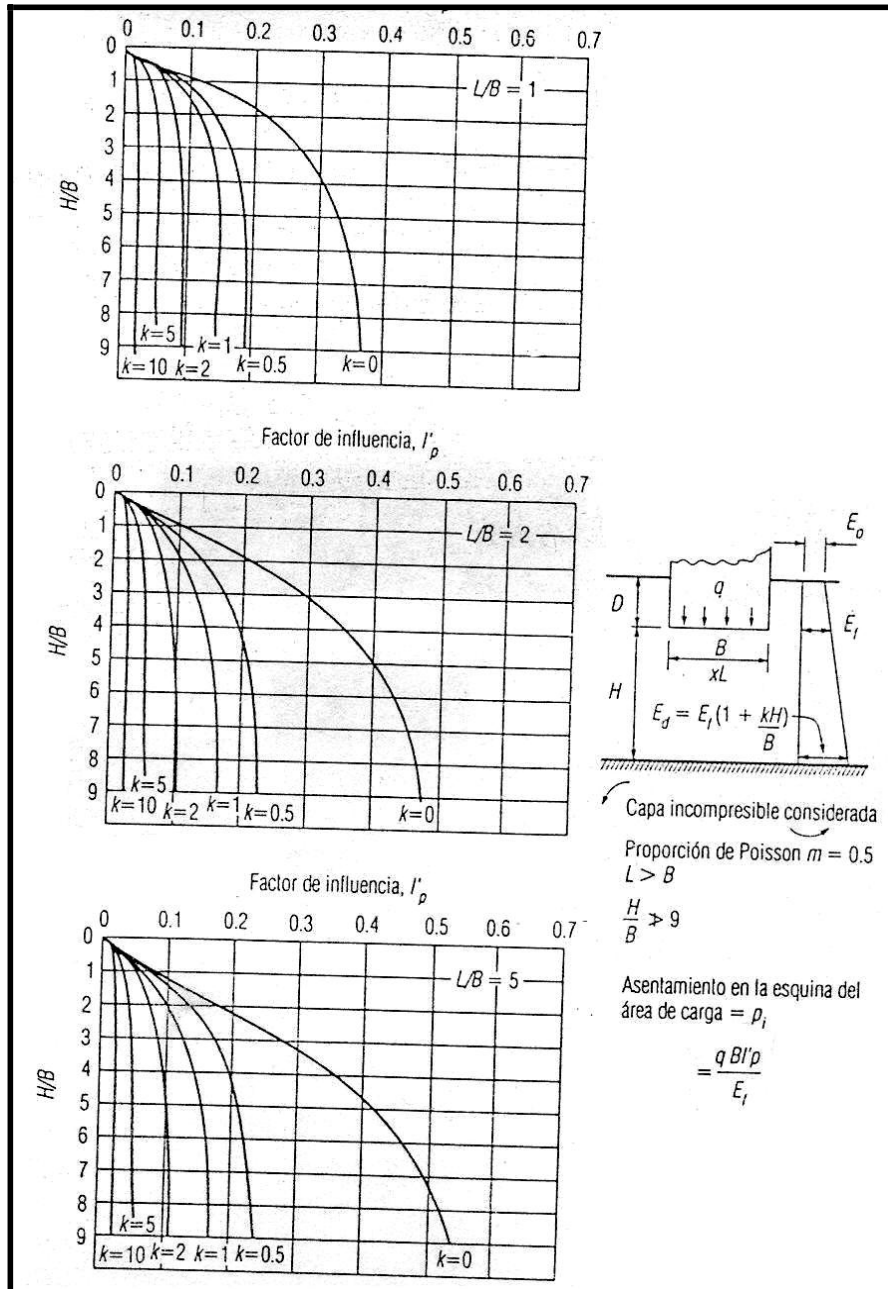 0 0.1 0.2 0.3 0.4 0.5 0.6 0.7
L/B = 1
H/B
0
1
2
3
4
5
6
7
8
9
k=5
k=1
k=10
k=2
k=0.5
k=0
Factor de influencia, I'p
0 0.1 0.2 0.3 0.4 0.5 0.6 0.7
L/B = 2
H/B
0
1
2
3
4
5
6
7
8
9
k=5
k=10
k=2
k=1
k=0.5
k=0
Factor de influencia, I'p
0 0.1 0.2 0.3 0.4 0.5 0.6 0.7
L/B = 5
H/B
0
1
2
3
4
5
6
7
8
9
k=5
k=10
k=2
k=1
k=0.5
k=0
Eo
D
q
Ef
B
xL
H
Ed = Ef(1 + kH/B)
Capa incompresible considerada
Proporción de Poisson m = 0.5
L > B
H/B ≯ 9
Asentamiento en la esquina del
área de carga = pi
= q BI'p / Ef